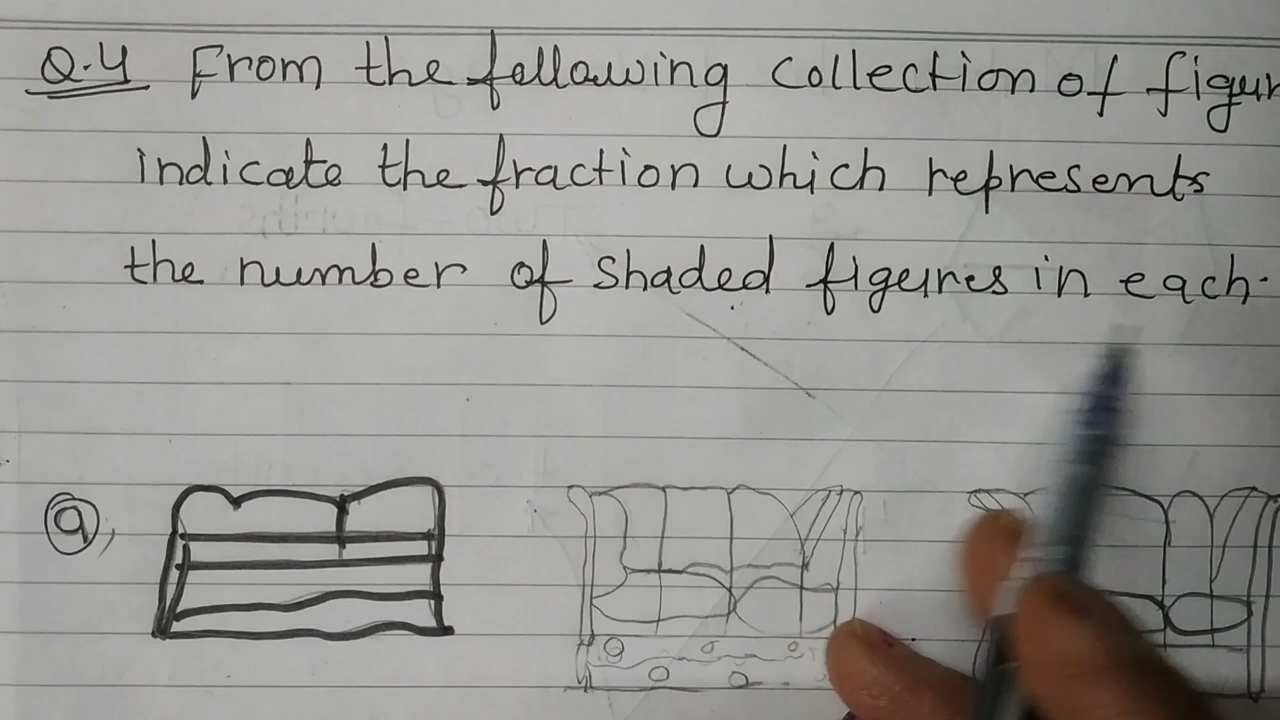 Q.4 From the following collection of figur
indicate the fraction which represents
the number of shaded figures in each.
a,